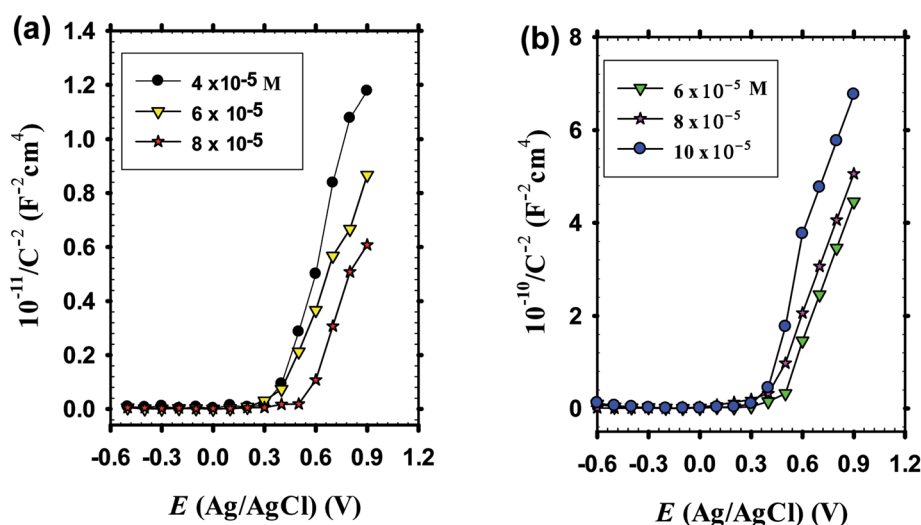 (a)
1.4
1.2
1.0
0.8
0.6
0.4
0.2
0.0
10⁻¹¹/C⁻² (F⁻²cm⁴)
4 x10⁻⁵ M
6 x 10⁻⁵
8 x 10⁻⁵
-0.6 -0.3 0.0 0.3 0.6 0.9 1.2
E (Ag/AgCl) (V)
(b)
8
6
4
2
0
10⁻¹⁰/C⁻² (F⁻²cm⁴)
6 x 10⁻⁵ M
8 x 10⁻⁵
10 x 10⁻⁵
-0.6 -0.3 0.0 0.3 0.6 0.9 1.2
E (Ag/AgCl) (V)